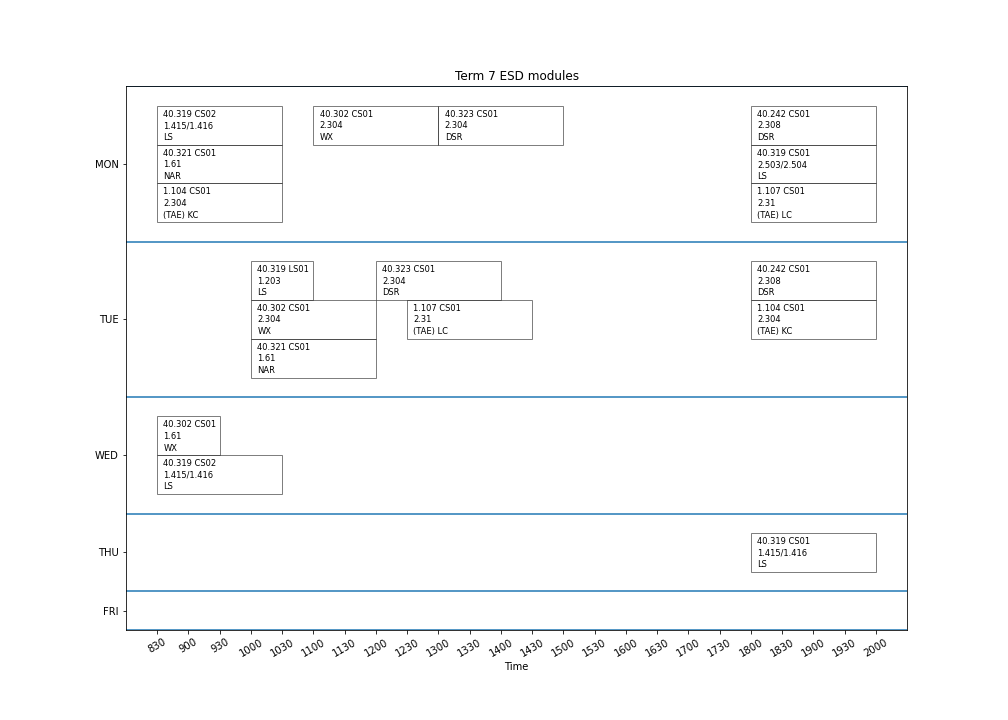 Term 7 ESD modules
MON
40.319 CS02
1.415/1.416
LS
40.321 CS01
1.61
NAR
1.104 CS01
2.304
(TAE) KC
40.302 CS01
2.304
WX
40.323 CS01
2.304
DSR
40.242 CS01
2.308
DSR
40.319 CS01
2.503/2.504
LS
1.107 CS01
2.31
(TAE) LC
TUE
40.319 LS01
1.203
LS
40.302 CS01
2.304
WX
40.321 CS01
1.61
NAR
40.323 CS01
2.304
DSR
1.107 CS01
2.31
(TAE) LC
40.242 CS01
2.308
DSR
1.104 CS01
2.304
(TAE) KC
WED
40.302 CS01
1.61
WX
40.319 CS02
1.415/1.416
LS
THU
40.319 CS01
1.415/1.416
LS
FRI
830 900 930 1000 1030 1100 1130 1200 1230 1300 1330 1400 1430 1500 1530 1600 1630 1700 1730 1800 1830 1900 1930 2000
Time